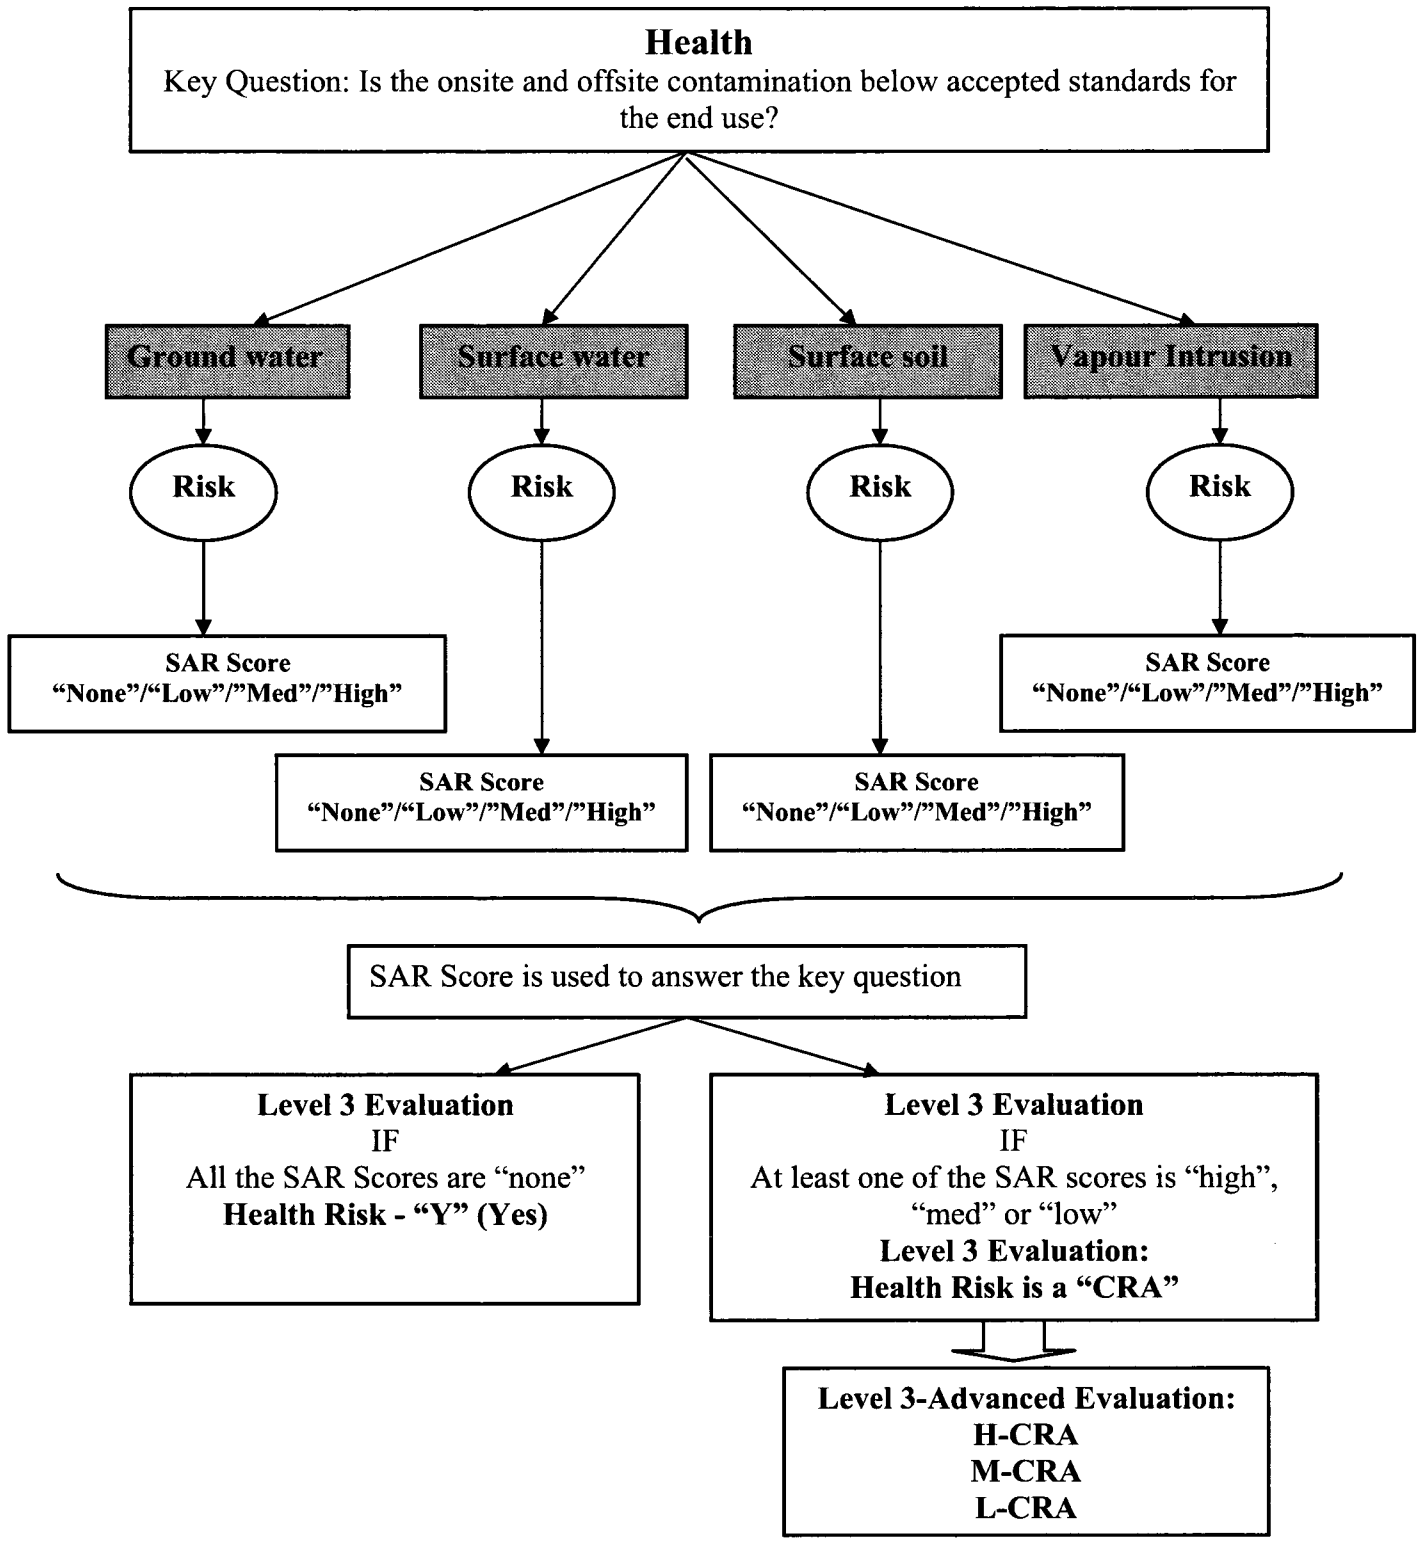 Health
Key Question: Is the onsite and offsite contamination below accepted standards for
the end use?
Ground water
Surface water
Surface soil
Vapour Intrusion
Risk
Risk
Risk
Risk
SAR Score
“None”/“Low”/”Med”/”High”
SAR Score
“None”/“Low”/”Med”/”High”
SAR Score
“None”/“Low”/”Med”/”High”
SAR Score
“None”/“Low”/”Med”/”High”
SAR Score is used to answer the key question
Level 3 Evaluation
IF
All the SAR Scores are “none”
Health Risk - “Y” (Yes)
Level 3 Evaluation
IF
At least one of the SAR scores is “high”,
“med” or “low”
Level 3 Evaluation:
Health Risk is a “CRA”
Level 3-Advanced Evaluation:
H-CRA
M-CRA
L-CRA